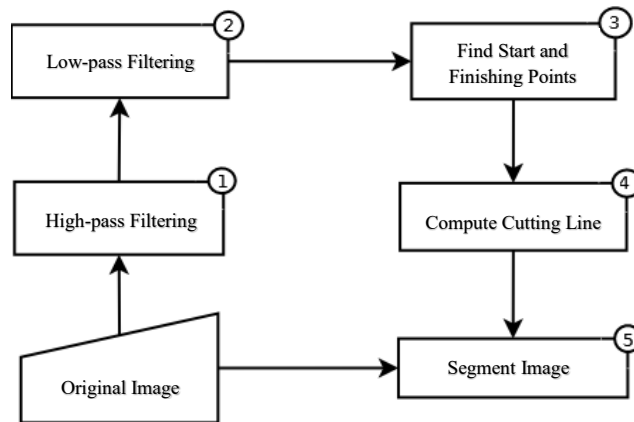 2
Low-pass Filtering
3
Find Start and
Finishing Points
1
High-pass Filtering
4
Compute Cutting Line
Original Image
5
Segment Image